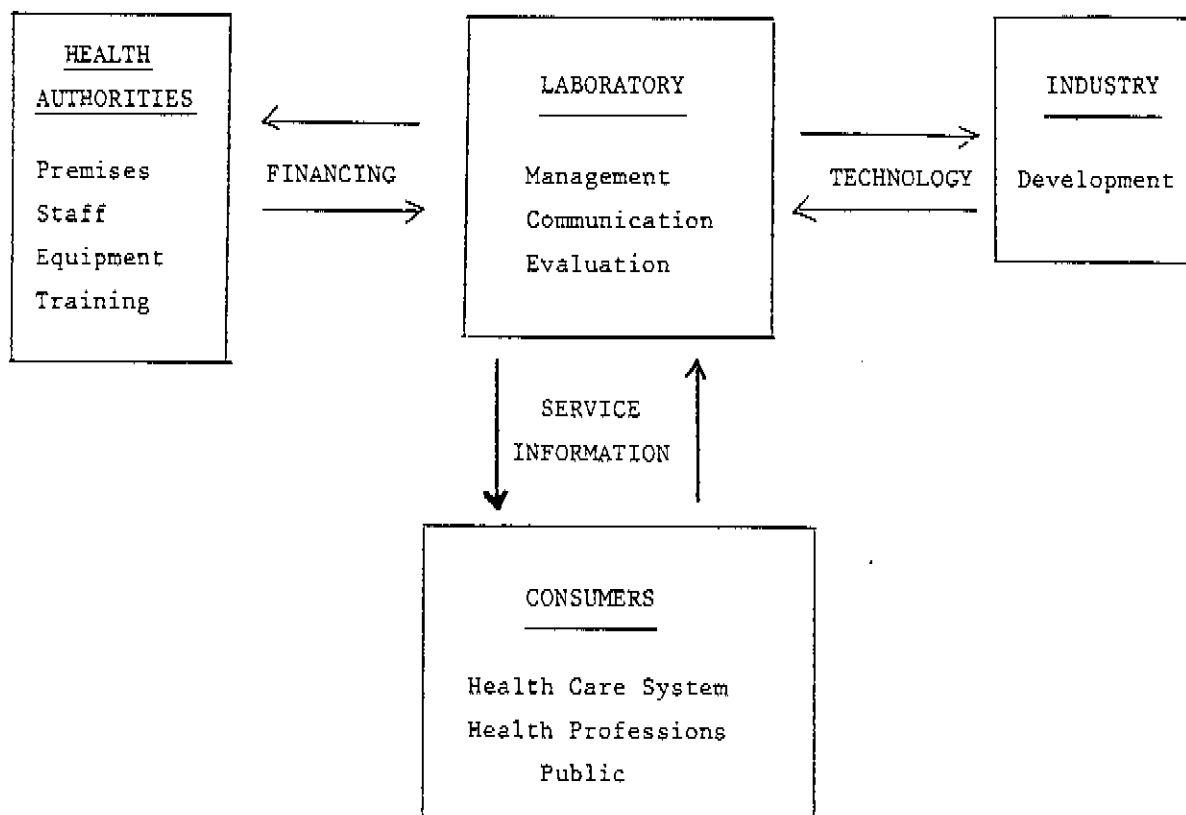 HEALTH
AUTHORITIES
Premises
Staff
Equipment
Training
FINANCING
LABORATORY
Management
Communication
Evaluation
TECHNOLOGY
INDUSTRY
Development
SERVICE
INFORMATION
CONSUMERS
Health Care System
Health Professions
Public